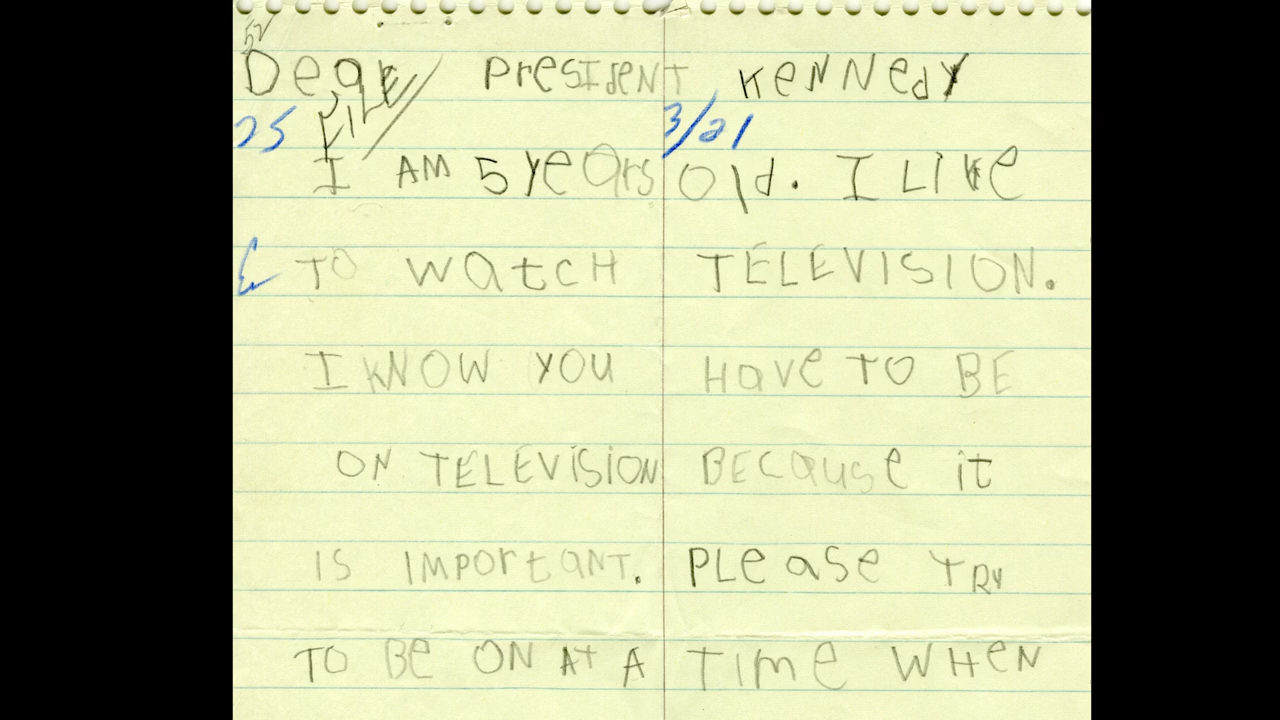 52
Dear President Kennedy
FILE
25 3/21
I AM 5 years old. I LIKE
TO watcH TELEVISION.
I KNOW YOU Have TO BE
ON TELEVISION BECause it
IS IMPOrtaNT. PLease TRY
TO Be ON At A Time WHeN